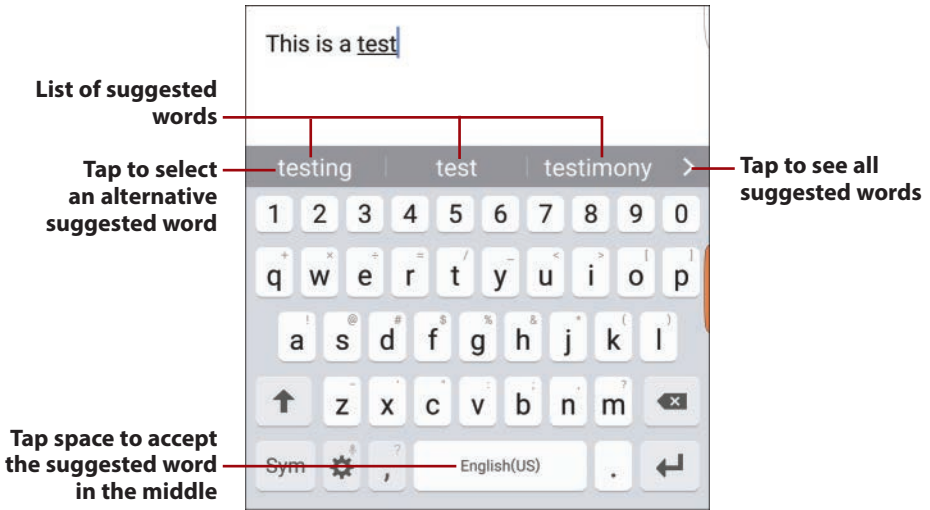 This is a test
List of suggested
words
testing test testimony >
Tap to select
an alternative
suggested word
Tap to see all
suggested words
1 2 3 4 5 6 7 8 9 0
+ × ÷ = / _ < > [ ]
q w e r t y u i o p
! @ # $ % & * ( )
a s d f g h j k l
- ' " : ; , ?
z x c v b n m
Tap space to accept
the suggested word
in the middle
Sym , ? English(US) .